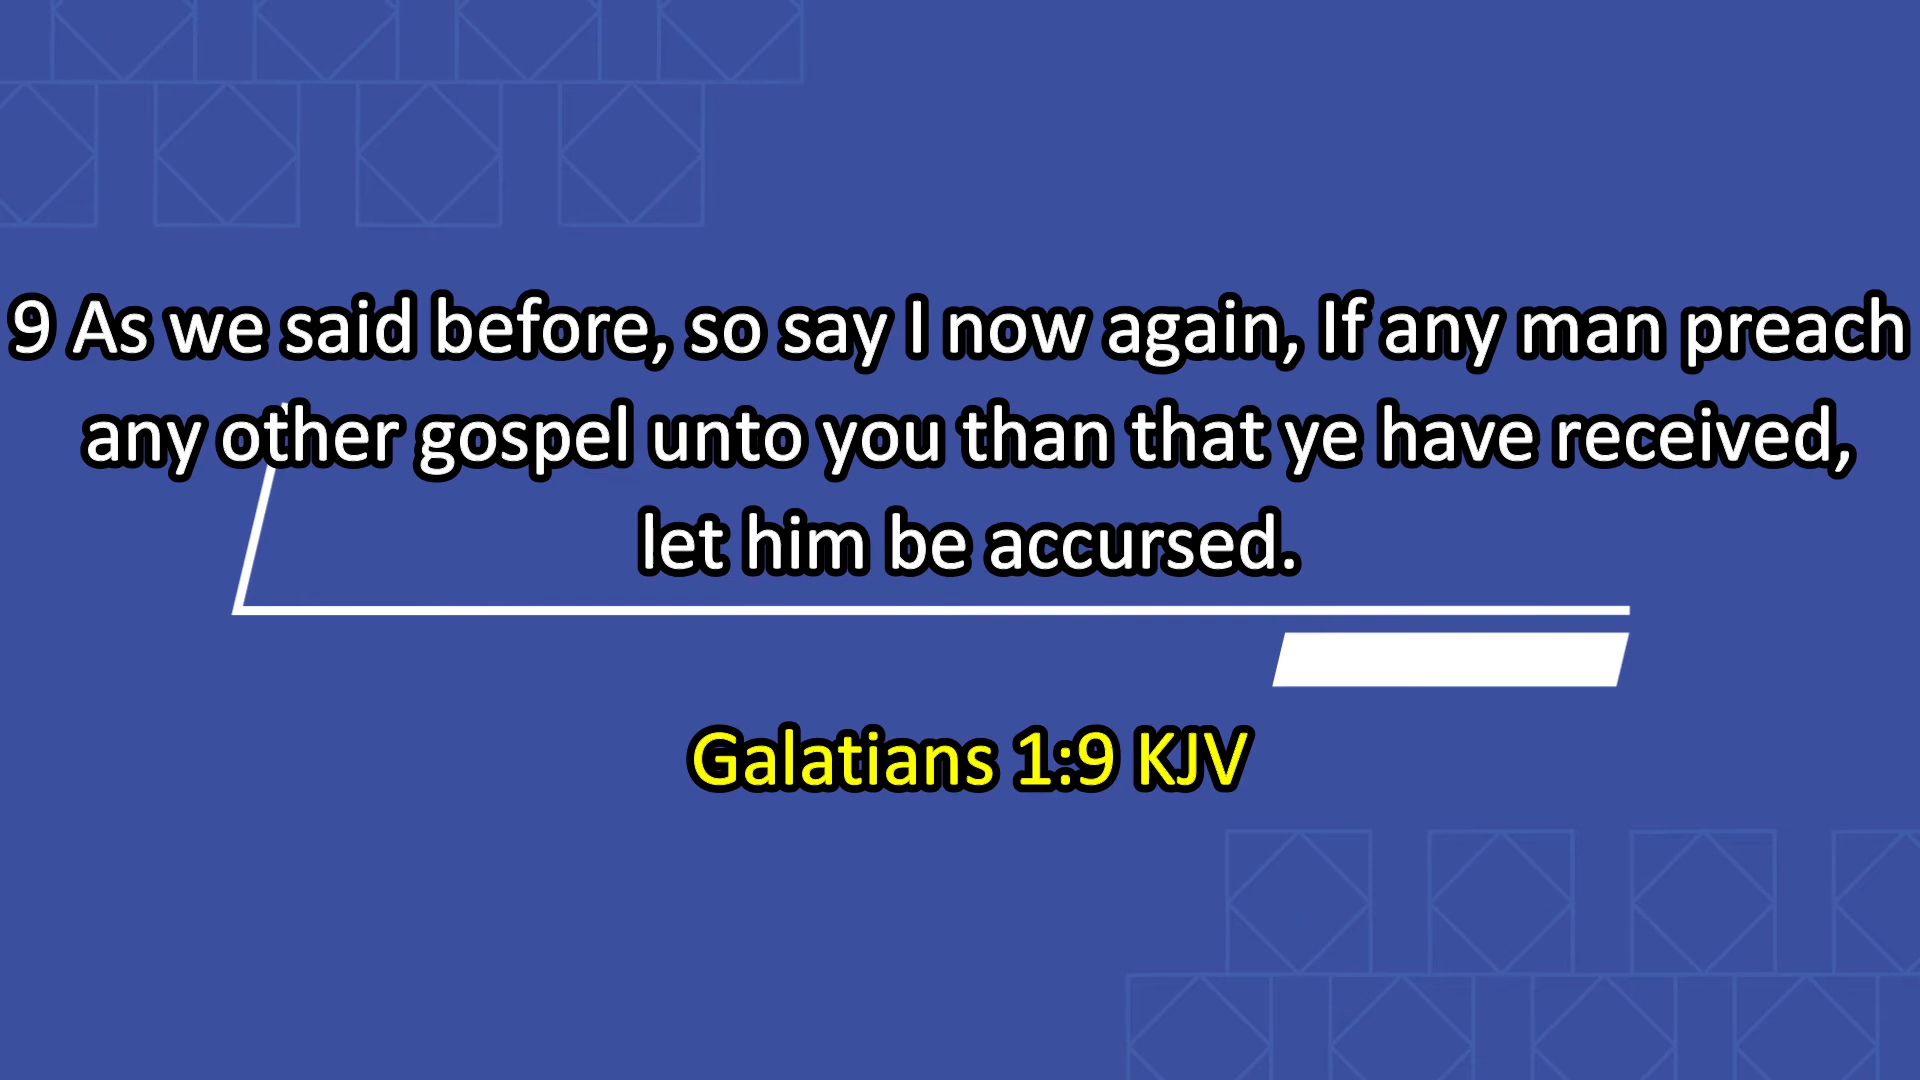 9 As we said before, so say I now again, If any man preach
any other gospel unto you than that ye have received,
let him be accursed.
Galatians 1:9 KJV